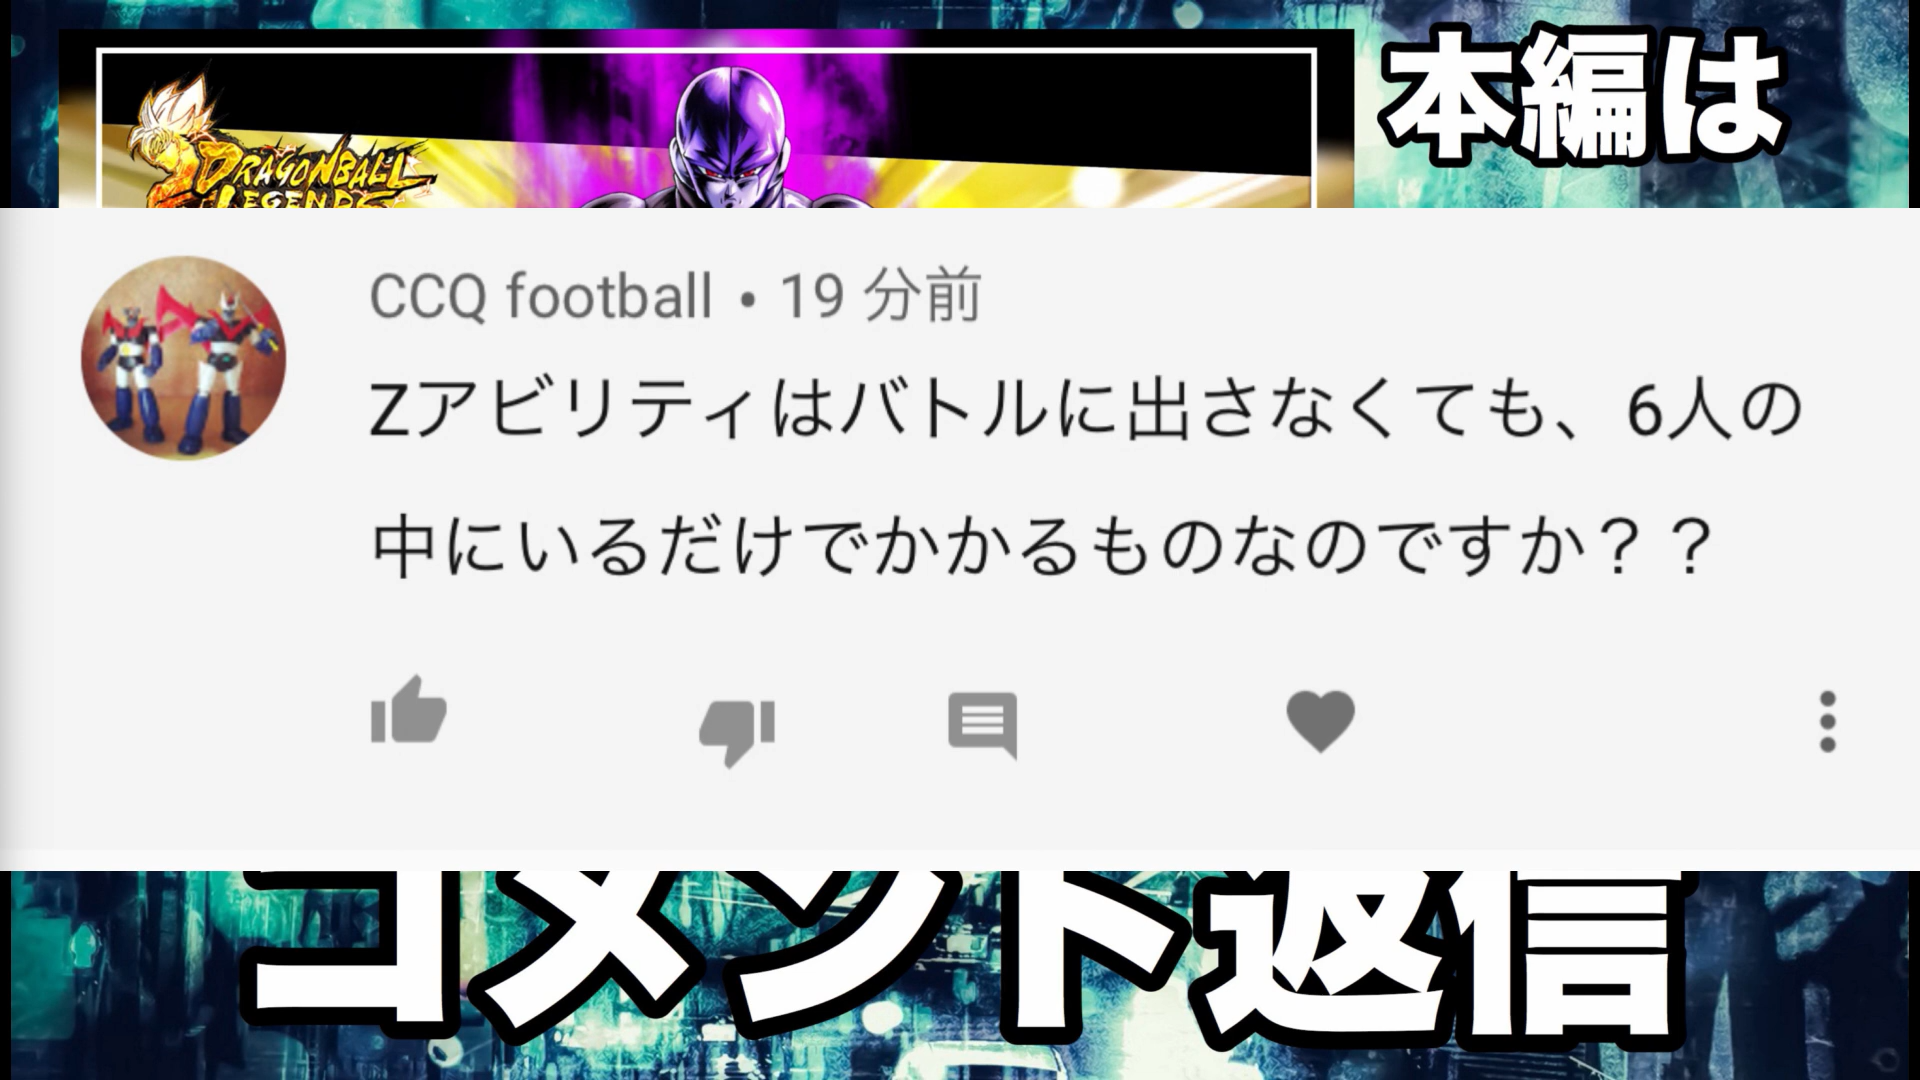 本編は
DRAGONBALL
LEGENDS
CCQ football • 19 分前
Zアビリティはバトルに出さなくても、6人の
中にいるだけでかかるものなのですか？？
コメント返信